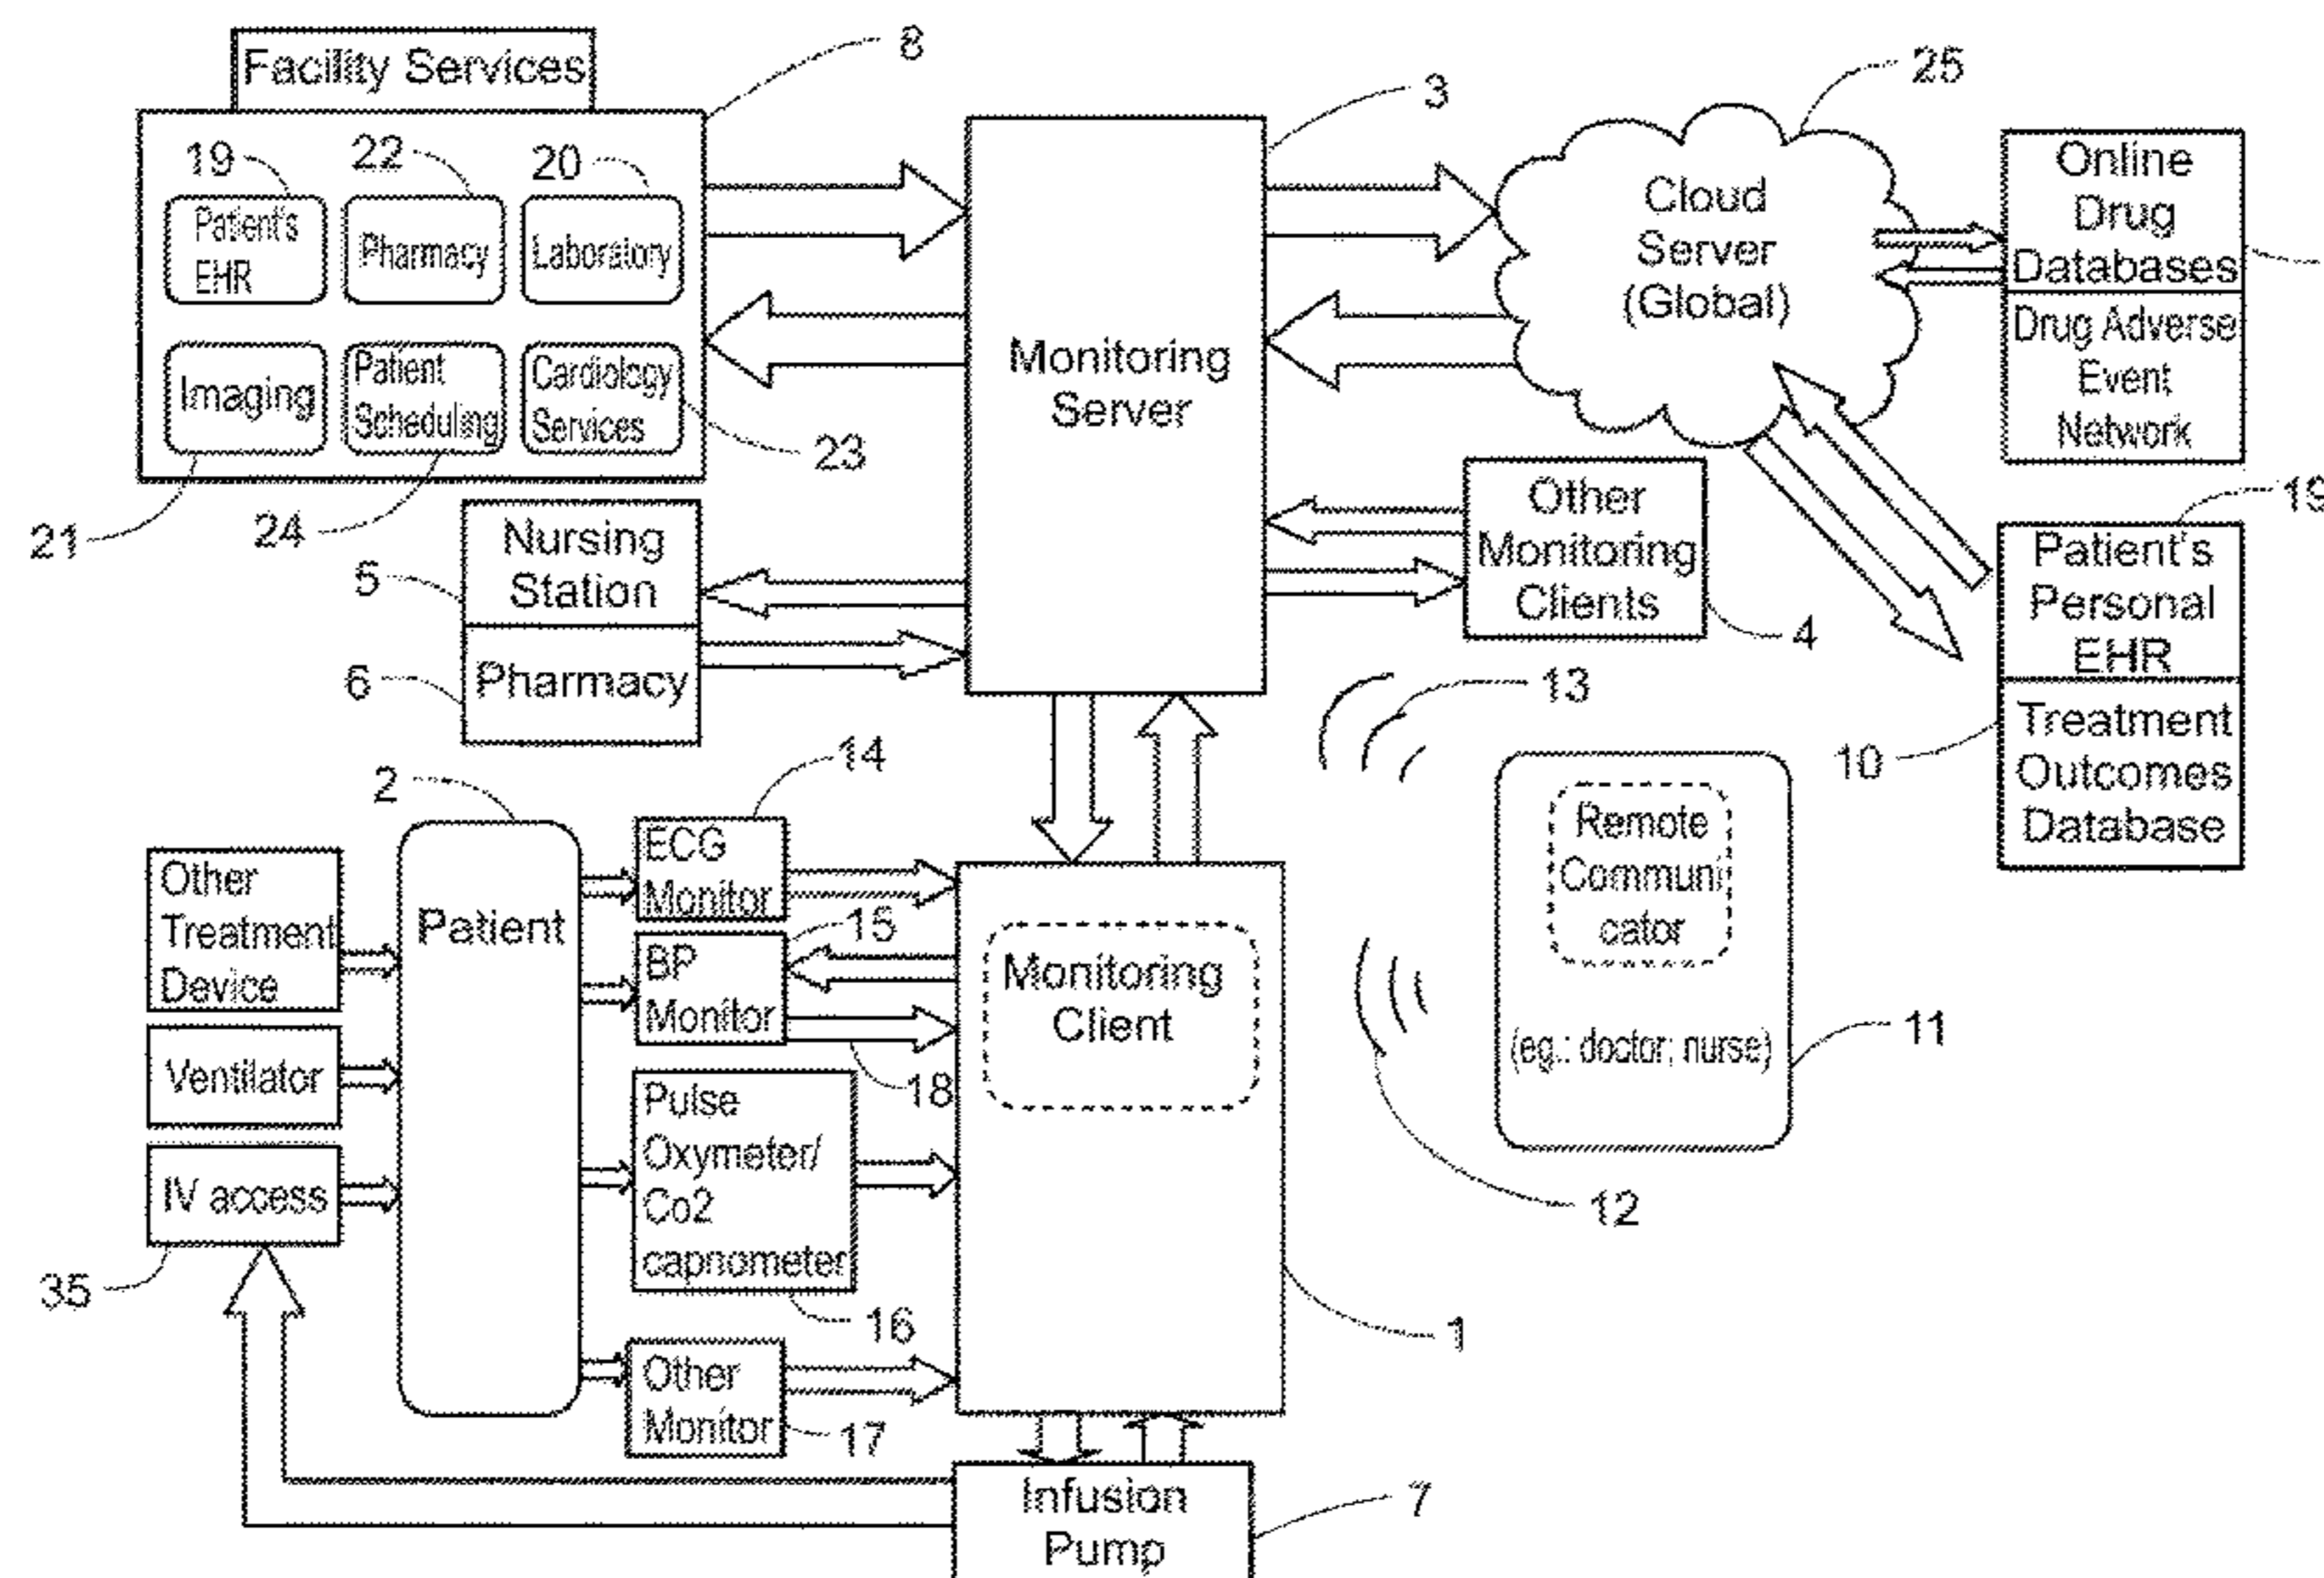 Facility Services
8
19
22
20
Patient's
EHR
Pharmacy
Laboratory
Imaging
Patient
Scheduling
Cardiology
Services
21
24
23
3
Monitoring
Server
25
Cloud
Server
(Global)
Online
Drug
Databases
Drug Adverse
Event
Network
5
Nursing
Station
6
Pharmacy
Other
Monitoring
Clients
4
19
Patient's
Personal
EHR
10
Treatment
Outcomes
Database
13
2
Patient
14
ECG
Monitor
15
BP
Monitor
18
Pulse
Oxymeter/
Co2
capnometer
16
Other
Monitor
17
Other
Treatment
Device
Ventilator
IV access
35
Monitoring
Client
1
Remote
Communi
cator
(eg.: doctor; nurse)
11
12
Infusion
Pump
7